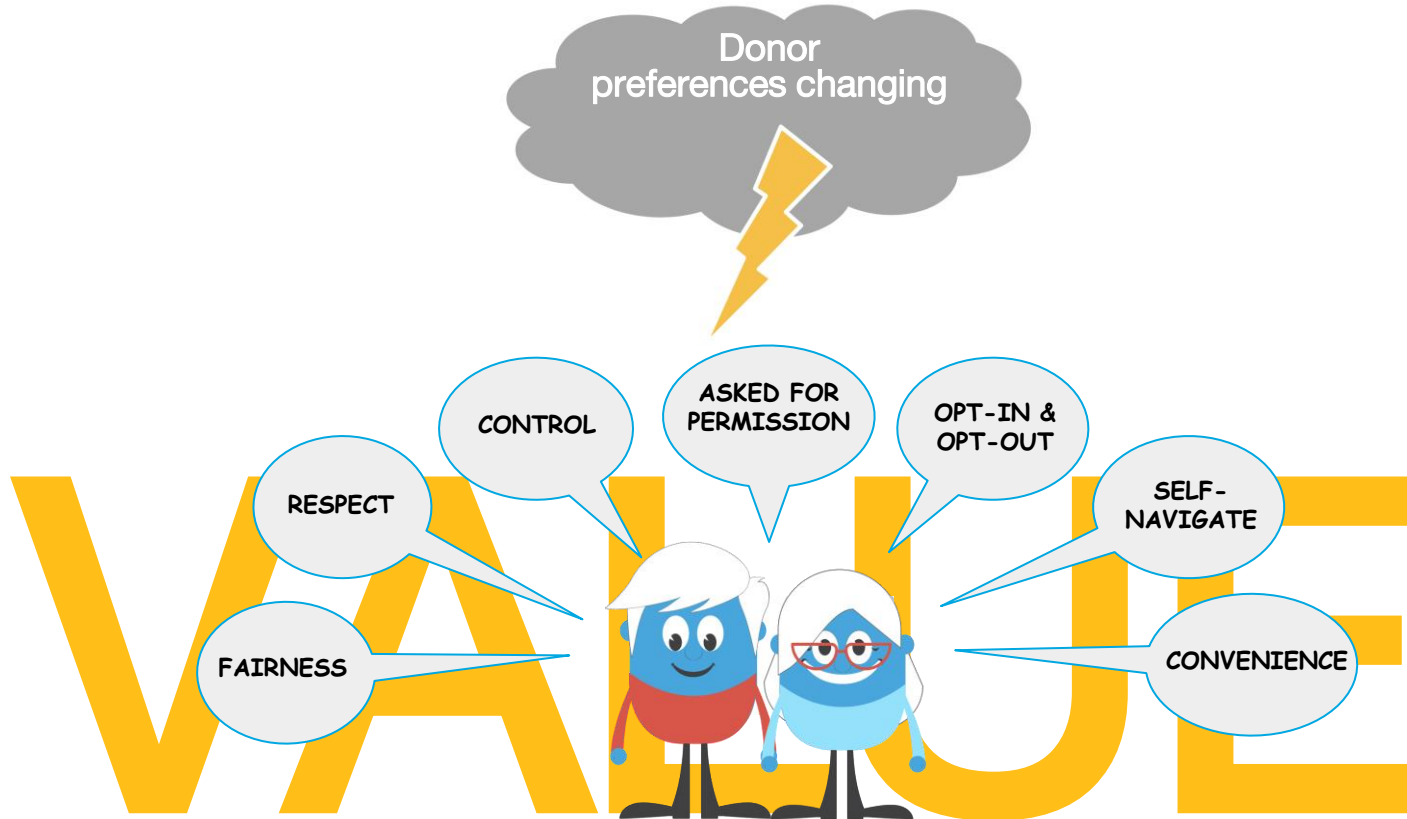 Donor
preferences changing
ASKED FOR
PERMISSION
CONTROL
OPT-IN &
OPT-OUT
RESPECT
SELF-
NAVIGATE
FAIRNESS
CONVENIENCE
VALUE